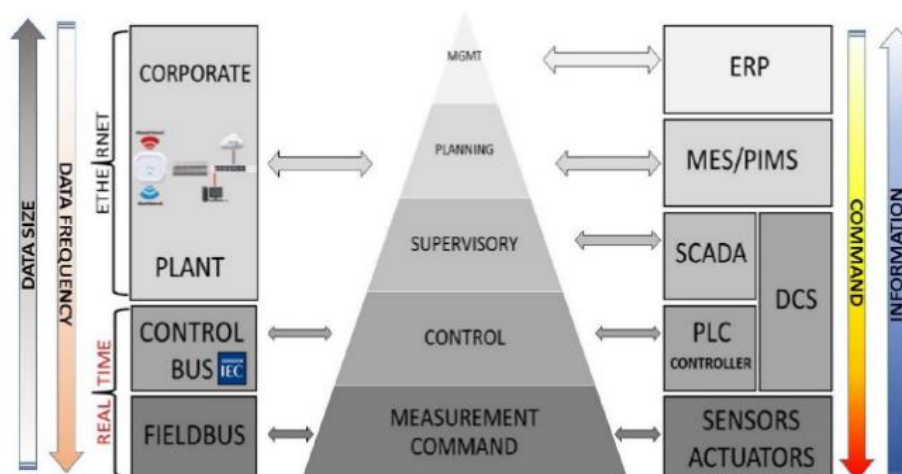 DATA SIZE
DATA FREQUENCY
ETHERNET
REAL TIME
CORPORATE
PLANT
CONTROL
BUS IEC
FIELDBUS
MGMT
PLANNING
SUPERVISORY
CONTROL
MEASUREMENT
COMMAND
ERP
MES/PIMS
SCADA
DCS
PLC
CONTROLLER
SENSORS
ACTUATORS
COMMAND
INFORMATION